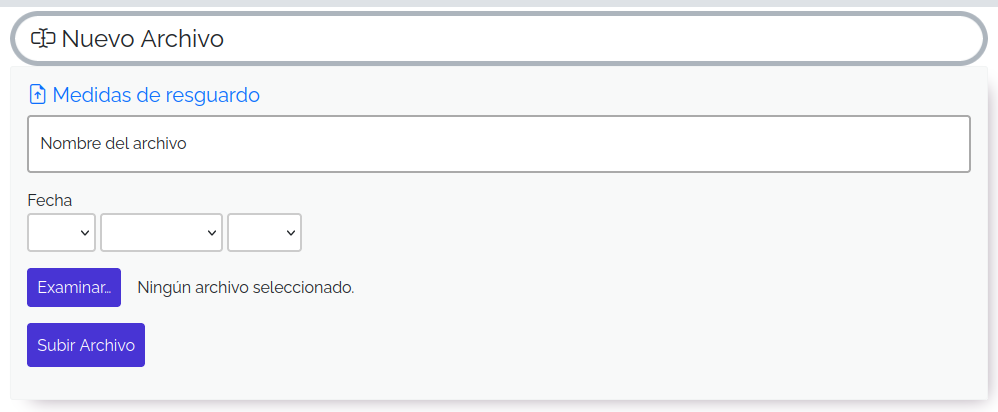 Nuevo Archivo
Medidas de resguardo
Nombre del archivo
Fecha
Examinar... Ningún archivo seleccionado.
Subir Archivo